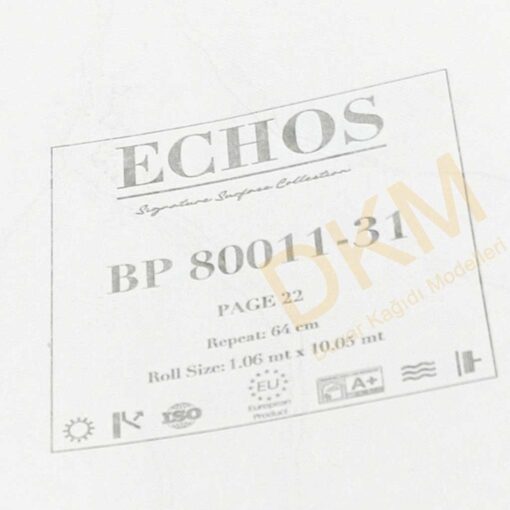 ECHOS
Signature Surface Collection
BP 80011-31
PAGE 22
Repeat: 64 cm
Roll Size: 1.06 mt x 10.05 mt
ISO
EU
European
Product
A+
DKM
Duvar Kağıdı Modelleri